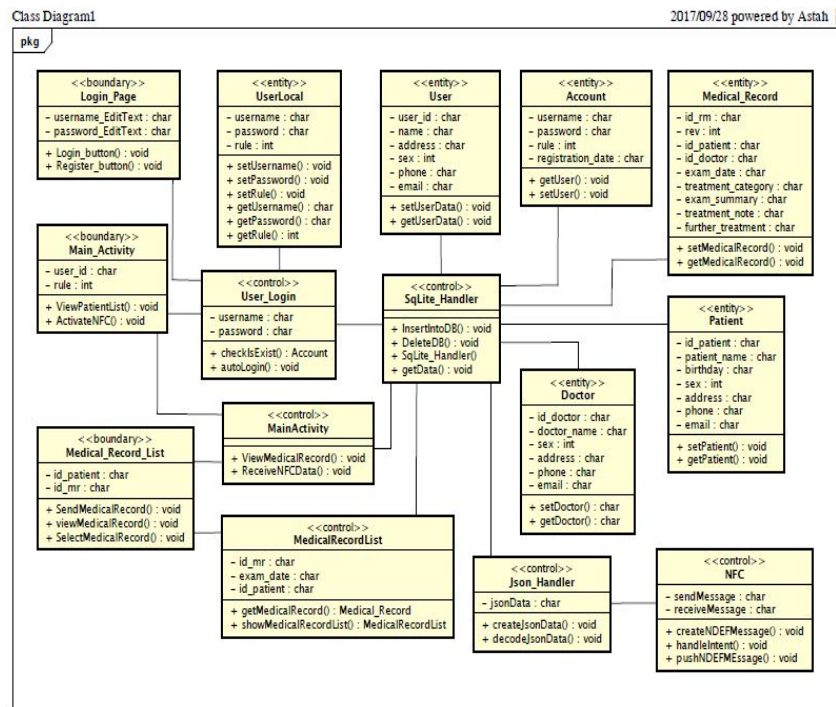 Class Diagram1
2017/09/28 powered by Astah
pkg
<<boundary>>
Login_Page
- username_EditText : char
- password_EditText : char
+ Login_button() : void
+ Register_button() : void
<<entity>>
UserLocal
- username : char
- password : char
- rule : int
+ setUsername() : void
+ setPassword() : void
+ setRule() : void
+ getUsername() : char
+ getPassword() : char
+ getRule() : int
<<entity>>
User
- user_id : char
- name : char
- address : char
- sex : int
- phone : char
- email : char
+ setUserData() : void
+ getUserData() : void
<<entity>>
Account
- username : char
- password : char
- rule : int
- registration_date : char
+ getUser() : void
+ setUser() : void
<<entity>>
Medical_Record
- id_rm : char
- rev : int
- id_patient : char
- id_doctor : char
- exam_date : char
- treatment_category : char
- exam_summary : char
- treatment_note : char
- further_treatment : char
+ setMedicalRecord() : void
+ getMedicalRecord() : void
<<boundary>>
Main_Activity
- user_id : char
- rule : int
+ ViewPatientList() : void
+ ActivateNFC() : void
<<control>>
User_Login
- username : char
- password : char
+ checkIsExist() : Account
+ autoLogin() : void
<<control>>
SqLite_Handler
+ InsertIntoDB() : void
+ DeleteDB() : void
+ SqLite_Handler()
+ getData() : void
<<entity>>
Patient
- id_patient : char
- patient_name : char
- birthday : char
- sex : int
- address : char
- phone : char
- email : char
+ setPatient() : void
+ getPatient() : void
<<entity>>
Doctor
- id_doctor : char
- doctor_name : char
- sex : int
- address : char
- phone : char
- email : char
+ setDoctor() : char
+ getDoctor() : char
<<control>>
MainActivity
+ ViewMedicalRecord() : void
+ ReceiveNFCData() : void
<<boundary>>
Medical_Record_List
- id_patient : char
- id_mr : char
+ SendMedicalRecord() : void
+ viewMedicalRecord() : void
+ SelectMedicalRecord() : void
<<control>>
MedicalRecordList
- id_mr : char
- exam_date : char
- id_patient : char
+ getMedicalRecord() : Medical_Record
+ showMedicalRecordList() : MedicalRecordList
<<control>>
Json_Handler
- jsonData : char
+ createJsonData() : void
+ decodeJsonData() : void
<<control>>
NFC
- sendMessage : char
- receiveMessage : char
+ createNDEFMessage() : void
+ handleIntent() : void
+ pushNDEFMEssage() : void